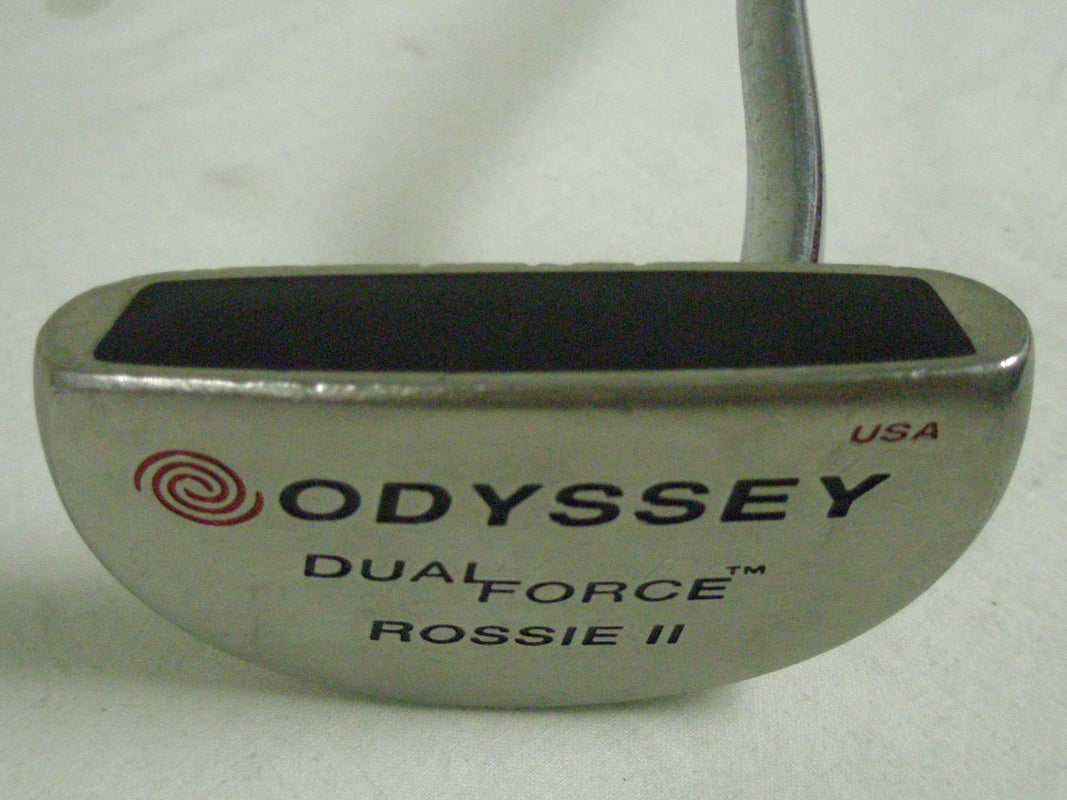 USA
ODYSSEY
DUAL FORCE™
ROSSIE II